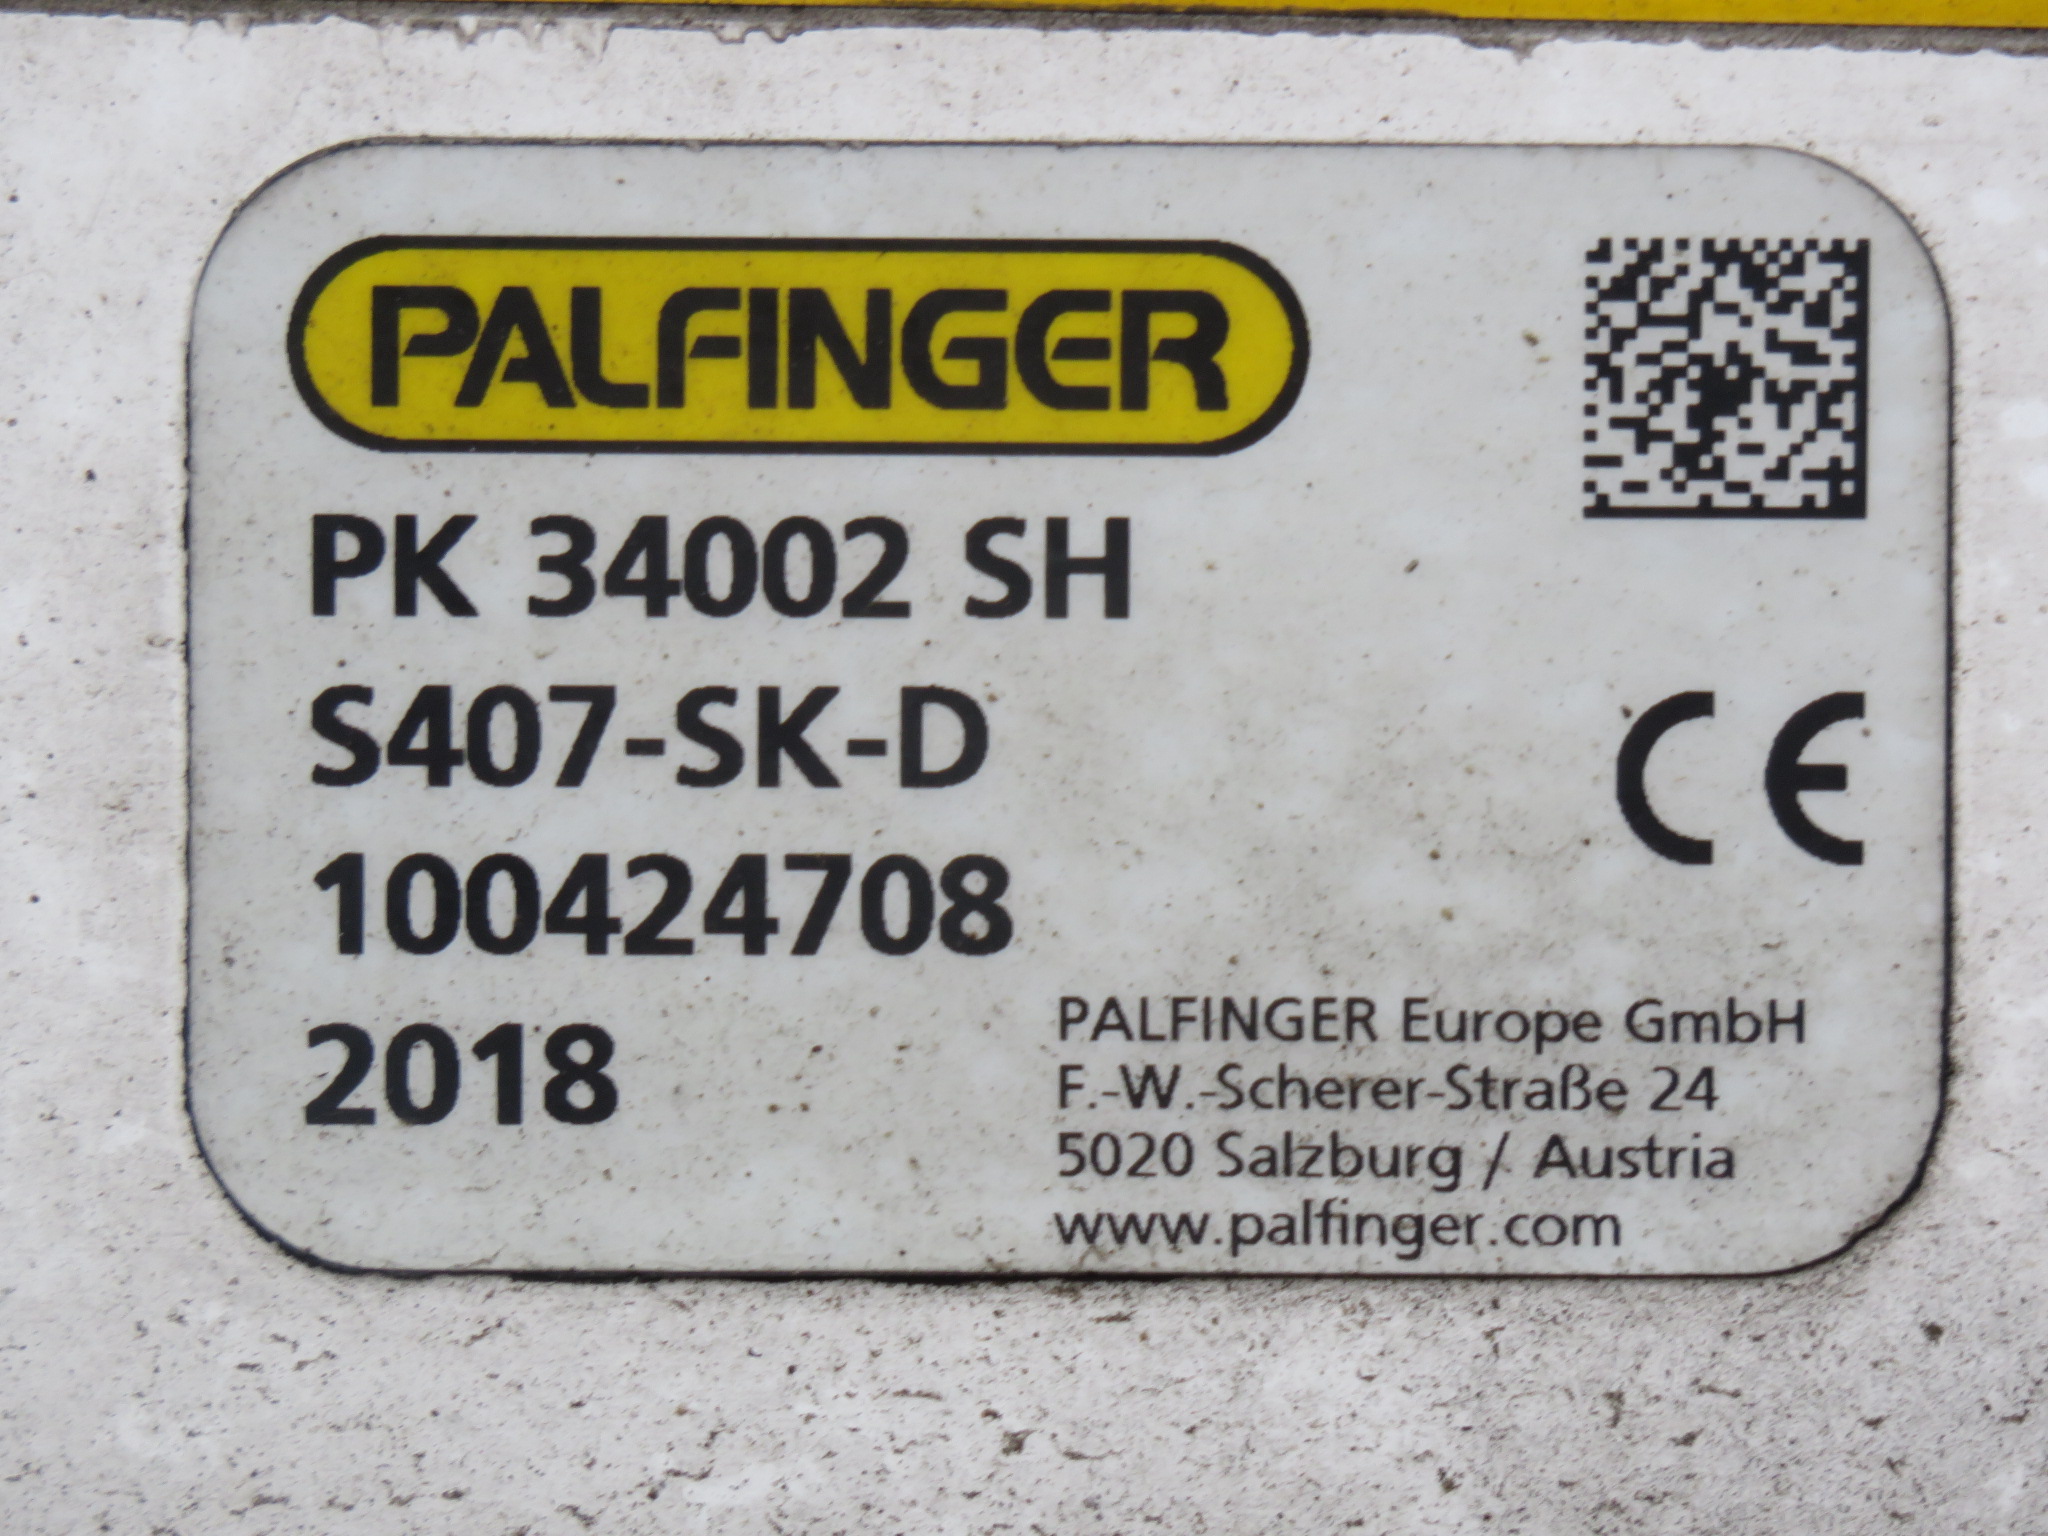 PALFINGER
PK 34002 SH
S407-SK-D
100424708
2018
CE
PALFINGER Europe GmbH
F.-W.-Scherer-Straße 24
5020 Salzburg / Austria
www.palfinger.com